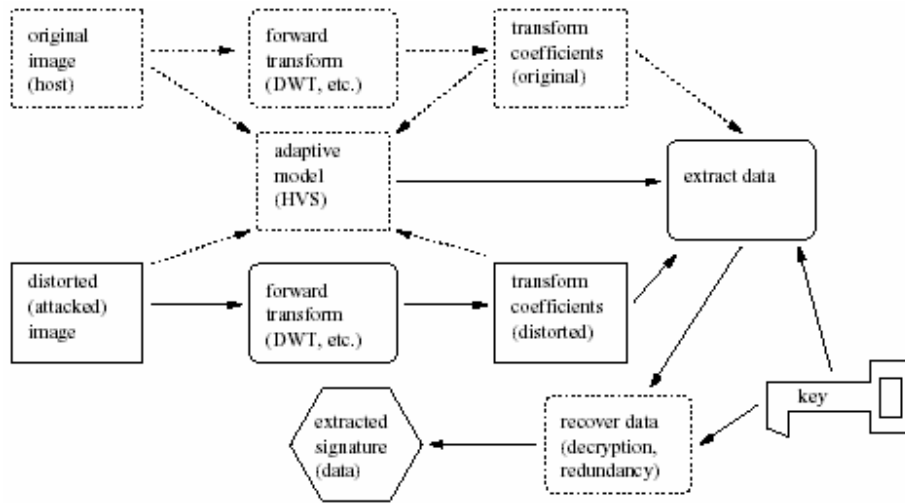 original
image
(host)
forward
transform
(DWT, etc.)
transform
coefficients
(original)
adaptive
model
(HVS)
extract data
distorted
(attacked)
image
forward
transform
(DWT, etc.)
transform
coefficients
(distorted)
key
recover data
(decryption,
redundancy)
extracted
signature
(data)